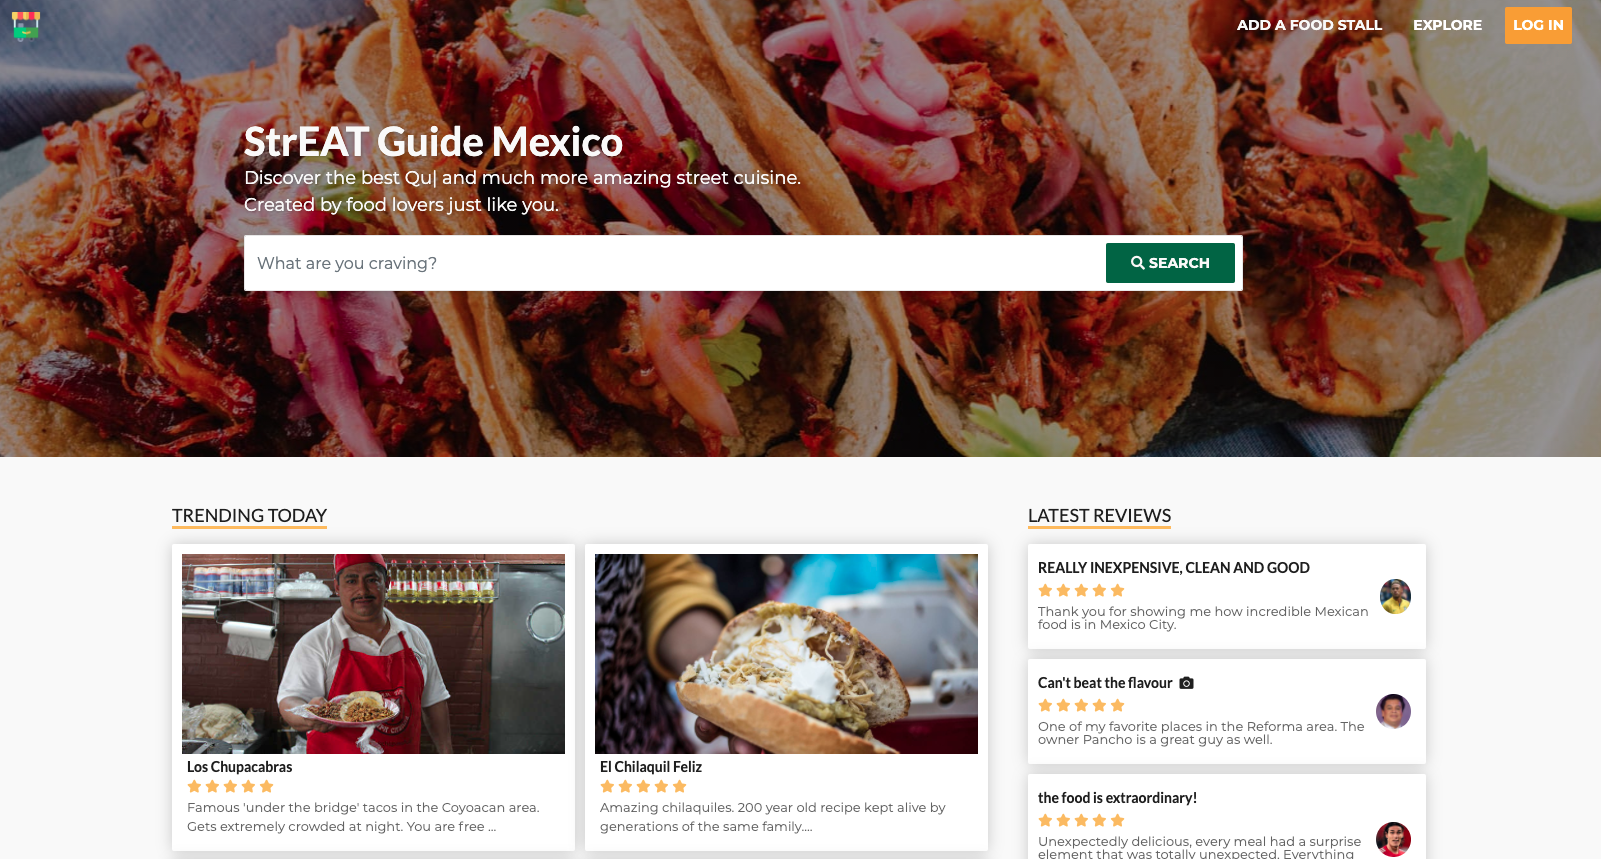 ADD A FOOD STALL
EXPLORE
LOG IN
StrEAT Guide Mexico
Discover the best Qu| and much more amazing street cuisine.
Created by food lovers just like you.
What are you craving?
SEARCH
TRENDING TODAY
Los Chupacabras
Famous 'under the bridge' tacos in the Coyoacan area.
Gets extremely crowded at night. You are free ...
El Chilaquil Feliz
Amazing chilaquiles. 200 year old recipe kept alive by
generations of the same family....
LATEST REVIEWS
REALLY INEXPENSIVE, CLEAN AND GOOD
Thank you for showing me how incredible Mexican
food is in Mexico City.
Can't beat the flavour
One of my favorite places in the Reforma area. The
owner Pancho is a great guy as well.
the food is extraordinary!
Unexpectedly delicious, every meal had a surprise
element that was totally unexpected. Everything